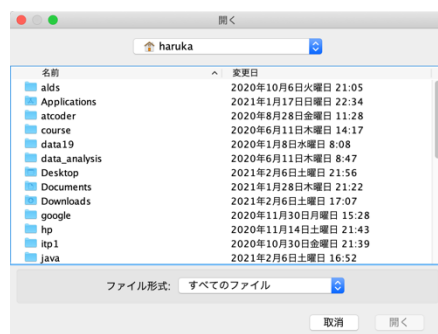 開く
haruka
名前 変更日
alds 2020年10月6日火曜日 21:05
Applications 2021年1月17日日曜日 22:34
atcoder 2020年8月28日金曜日 11:28
course 2020年6月11日木曜日 14:17
data19 2020年1月8日水曜日 8:08
data_analysis 2020年6月11日木曜日 8:47
Desktop 2021年2月6日土曜日 21:56
Documents 2021年1月28日木曜日 21:22
Downloads 2021年2月6日土曜日 17:07
google 2020年11月30日月曜日 15:28
hp 2020年11月14日土曜日 21:43
itp1 2020年10月30日金曜日 21:39
java 2021年2月6日土曜日 16:52
ファイル形式: すべてのファイル
取消 開く